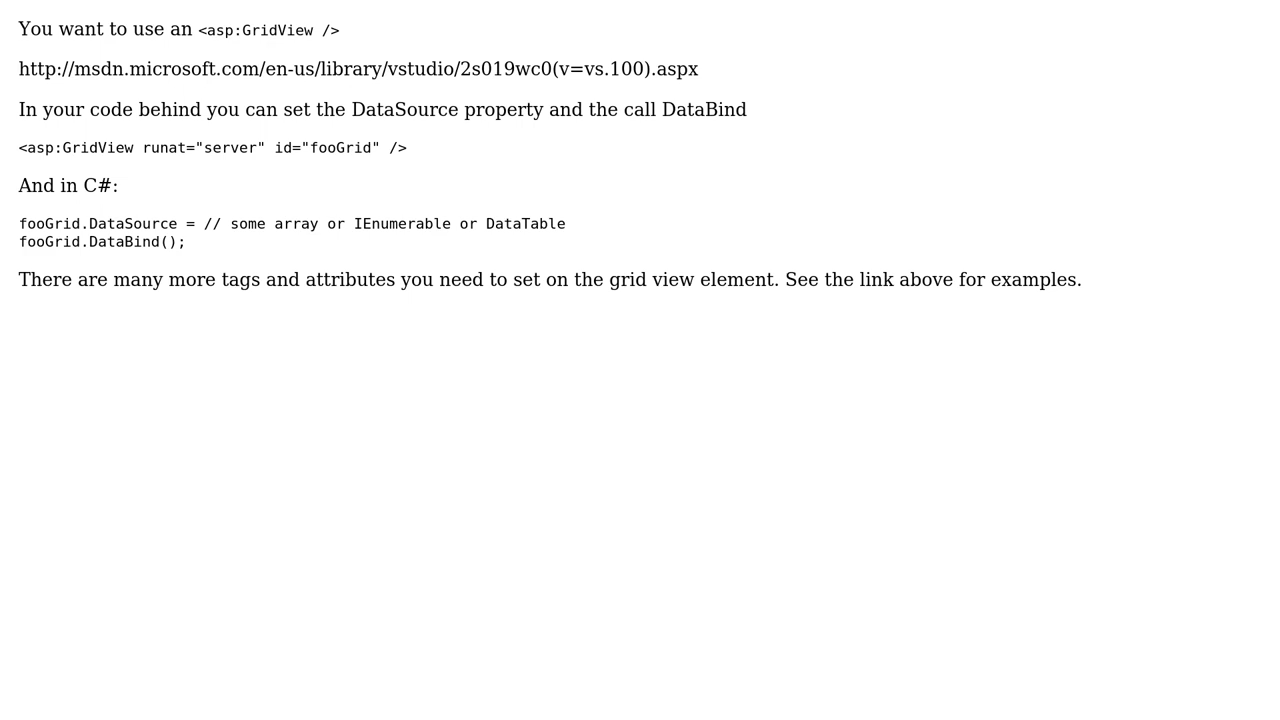 You want to use an <asp:GridView />
http://msdn.microsoft.com/en-us/library/vstudio/2s019wc0(v=vs.100).aspx
In your code behind you can set the DataSource property and the call DataBind
<asp:GridView runat="server" id="fooGrid" />
And in C#:
fooGrid.DataSource = // some array or IEnumerable or DataTable
fooGrid.DataBind();
There are many more tags and attributes you need to set on the grid view element. See the link above for examples.